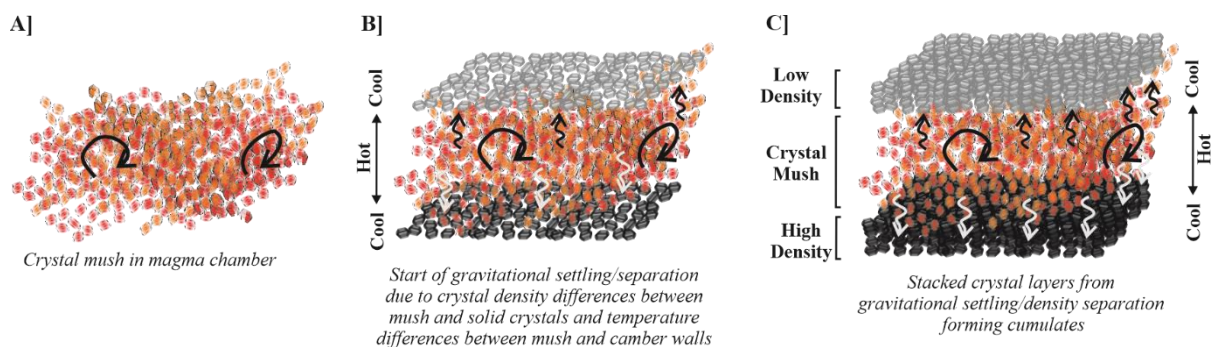 A]
Crystal mush in magma chamber
B]
Cool
Hot
Cool
Start of gravitational settling/separation
due to crystal density differences between
mush and solid crystals and temperature
differences between mush and camber walls
C]
Low
Density
Crystal
Mush
High
Density
Cool
Hot
Cool
Stacked crystal layers from
gravitational settling/density separation
forming cumulates